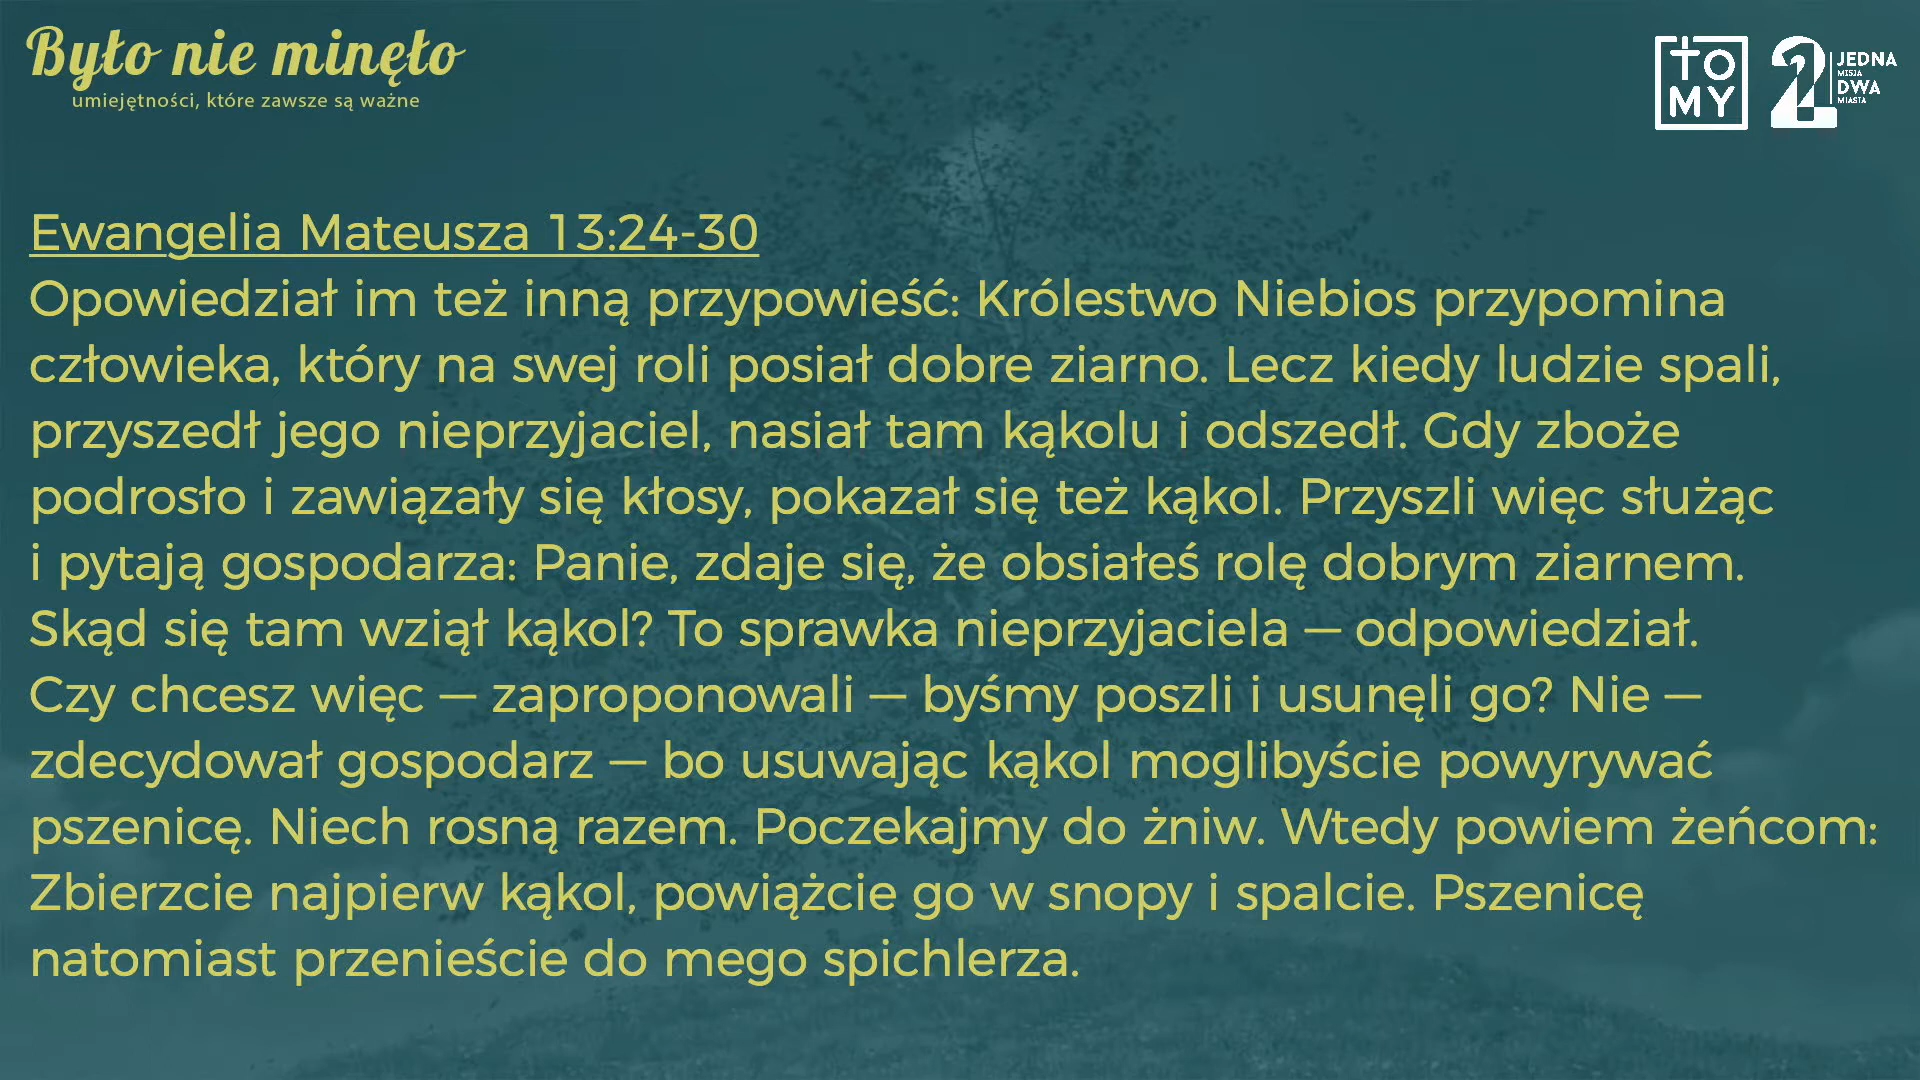 Było nie minęło
umiejętności, które zawsze są ważne
TO
MY
2
JEDNA
MISJA
DWA
MIASTA
Ewangelia Mateusza 13:24-30
Opowiedział im też inną przypowieść: Królestwo Niebios przypomina
człowieka, który na swej roli posiał dobre ziarno. Lecz kiedy ludzie spali,
przyszedł jego nieprzyjaciel, nasiał tam kąkolu i odszedł. Gdy zboże
podrosło i zawiązały się kłosy, pokazał się też kąkol. Przyszli więc służąc
i pytają gospodarza: Panie, zdaje się, że obsiałeś rolę dobrym ziarnem.
Skąd się tam wziął kąkol? To sprawka nieprzyjaciela — odpowiedział.
Czy chcesz więc — zaproponowali — byśmy poszli i usunęli go? Nie —
zdecydował gospodarz — bo usuwając kąkol moglibyście powyrywać
pszenicę. Niech rosną razem. Poczekajmy do żniw. Wtedy powiem żeńcom:
Zbierzcie najpierw kąkol, powiążcie go w snopy i spalcie. Pszenicę
natomiast przenieście do mego spichlerza.